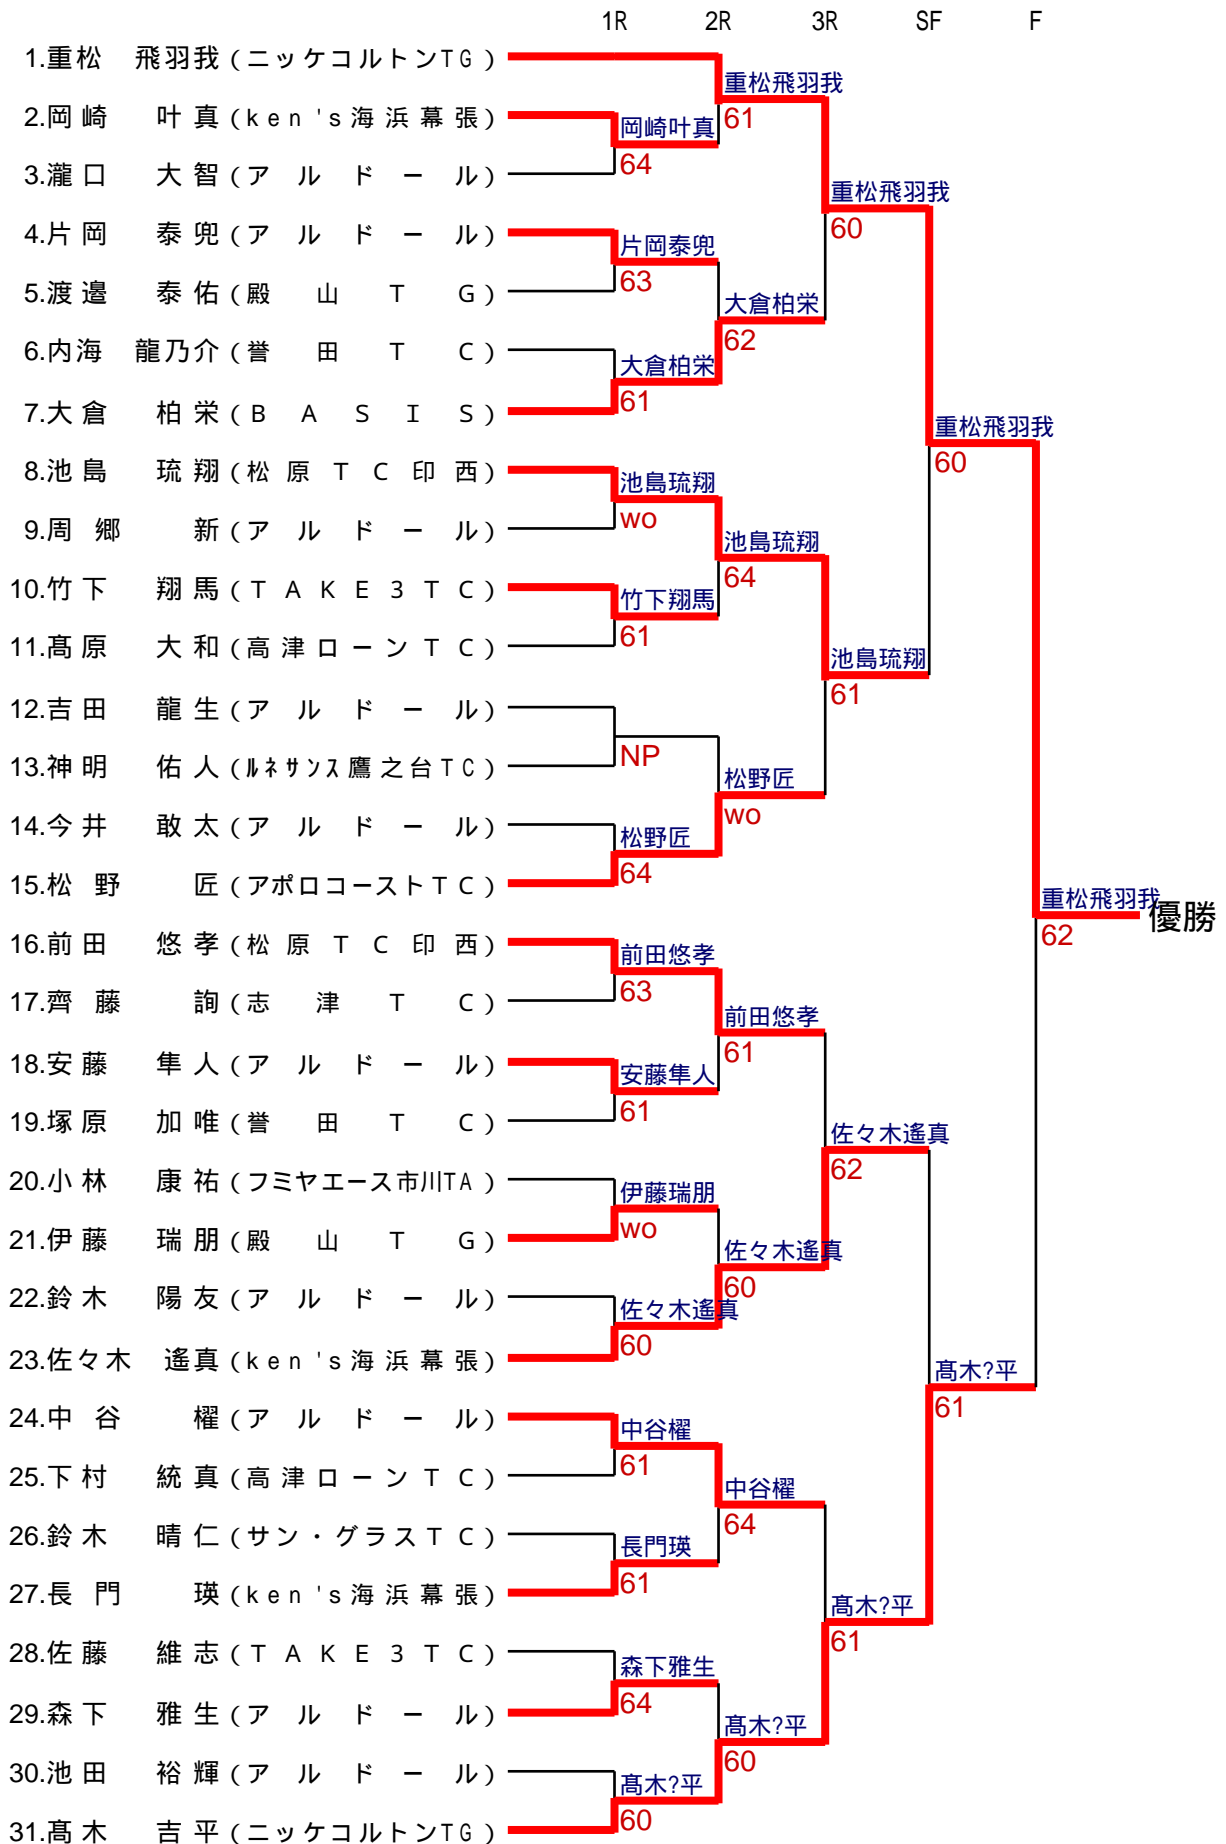 1R 2R 3R SF F
1.重松 飛羽我(ニッケコルトンTG)
重松飛羽我
61
2.岡崎 叶真(ken's海浜幕張)
岡崎叶真
64
3.瀧口 大智(アルドール)
重松飛羽我
60
4.片岡 泰兜(アルドール)
片岡泰兜
63
5.渡邉 泰佑(殿山TG)
大倉柏栄
62
6.内海 龍乃介(誉田TC)
大倉柏栄
61
7.大倉 柏栄(BASIS)
重松飛羽我
60
8.池島 琉翔(松原TC印西)
池島琉翔
wo
9.周郷 新(アルドール)
池島琉翔
64
10.竹下 翔馬(TAKE3TC)
竹下翔馬
61
11.髙原 大和(高津ローンTC)
池島琉翔
61
12.吉田 龍生(アルドール)
NP
13.神明 佑人(ルネサンス鷹之台TC)
松野匠
wo
14.今井 敢太(アルドール)
松野匠
64
15.松野 匠(アポロコーストTC)
重松飛羽我
62
優勝
16.前田 悠孝(松原TC印西)
前田悠孝
63
17.齊藤 詢(志津TC)
前田悠孝
61
18.安藤 隼人(アルドール)
安藤隼人
61
19.塚原 加唯(誉田TC)
佐々木遙真
62
20.小林 康祐(フミヤエース市川TA)
伊藤瑞朋
wo
21.伊藤 瑞朋(殿山TG)
佐々木遙真
60
22.鈴木 陽友(アルドール)
佐々木遙真
60
23.佐々木 遙真(ken's海浜幕張)
髙木?平
61
24.中谷 櫂(アルドール)
中谷櫂
61
25.下村 統真(高津ローンTC)
中谷櫂
64
26.鈴木 晴仁(サン・グラスTC)
長門瑛
61
27.長門 瑛(ken's海浜幕張)
髙木?平
61
28.佐藤 維志(TAKE3TC)
森下雅生
64
29.森下 雅生(アルドール)
髙木?平
60
30.池田 裕輝(アルドール)
髙木?平
60
31.髙木 吉平(ニッケコルトンTG)